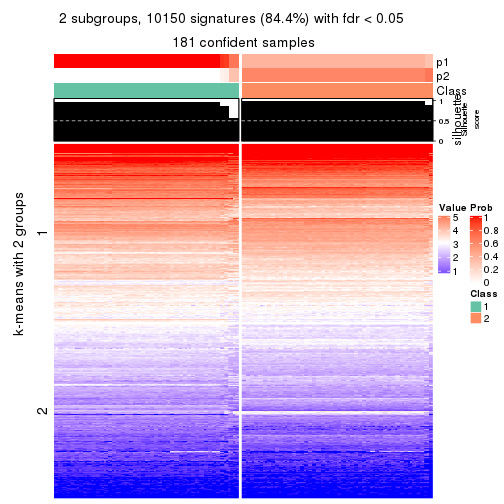 2 subgroups, 10150 signatures (84.4%) with fdr < 0.05
181 confident samples
p1
p2
Class
1
0.5
0
silhouette
Silhouette
score
k-means with 2 groups
1
2
Value
5
4
3
2
1
Prob
1
0.8
0.6
0.4
0.2
0
Class
1
2